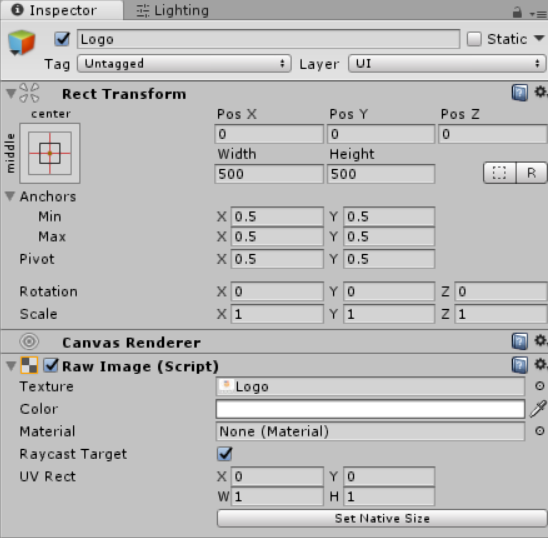 Inspector Lighting
Logo Static
Tag Untagged Layer UI
Rect Transform
center Pos X Pos Y Pos Z
middle 0 0 0
Width Height
500 500 R
Anchors
Min X 0.5 Y 0.5
Max X 0.5 Y 0.5
Pivot X 0.5 Y 0.5
Rotation X 0 Y 0 Z 0
Scale X 1 Y 1 Z 1
Canvas Renderer
Raw Image (Script)
Texture Logo
Color
Material None (Material)
Raycast Target
UV Rect X 0 Y 0
W 1 H 1
Set Native Size